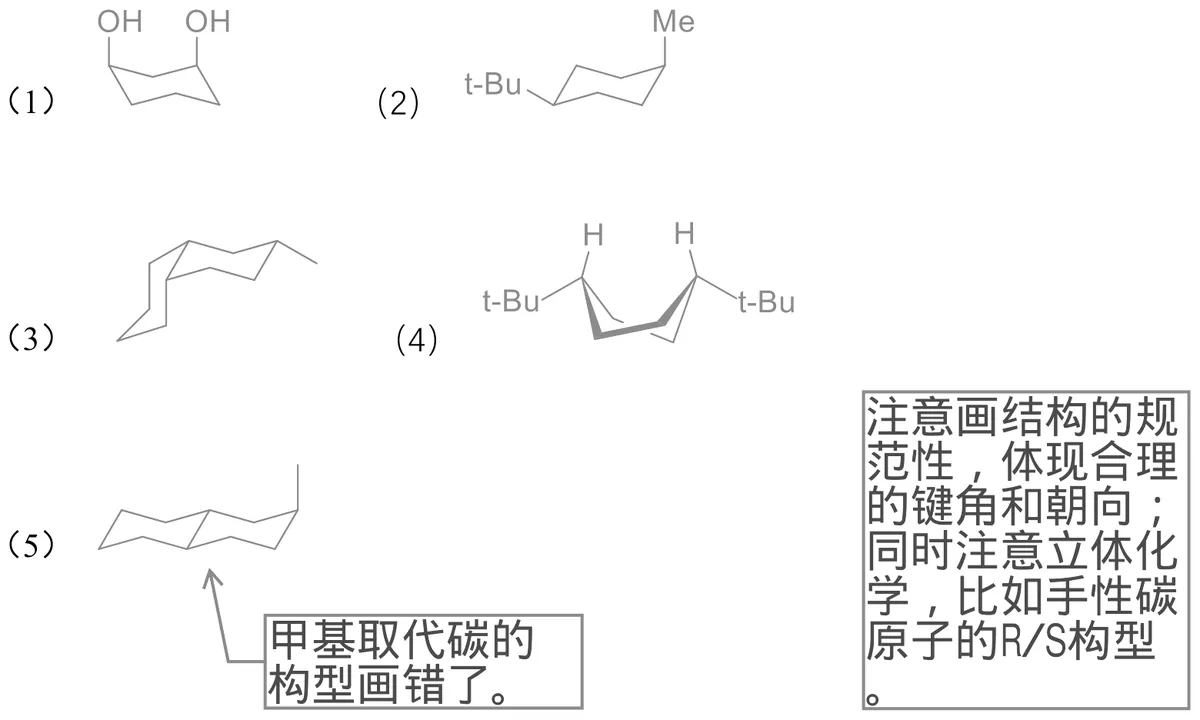 OH OH
(1)
Me
t-Bu
(2)
(3)
H H
t-Bu t-Bu
(4)
(5)
甲基取代碳的
构型画错了。
注意画结构的规
范性，体现合理
的键角和朝向；
同时注意立体化
学，比如手性碳
原子的R/S构型
。